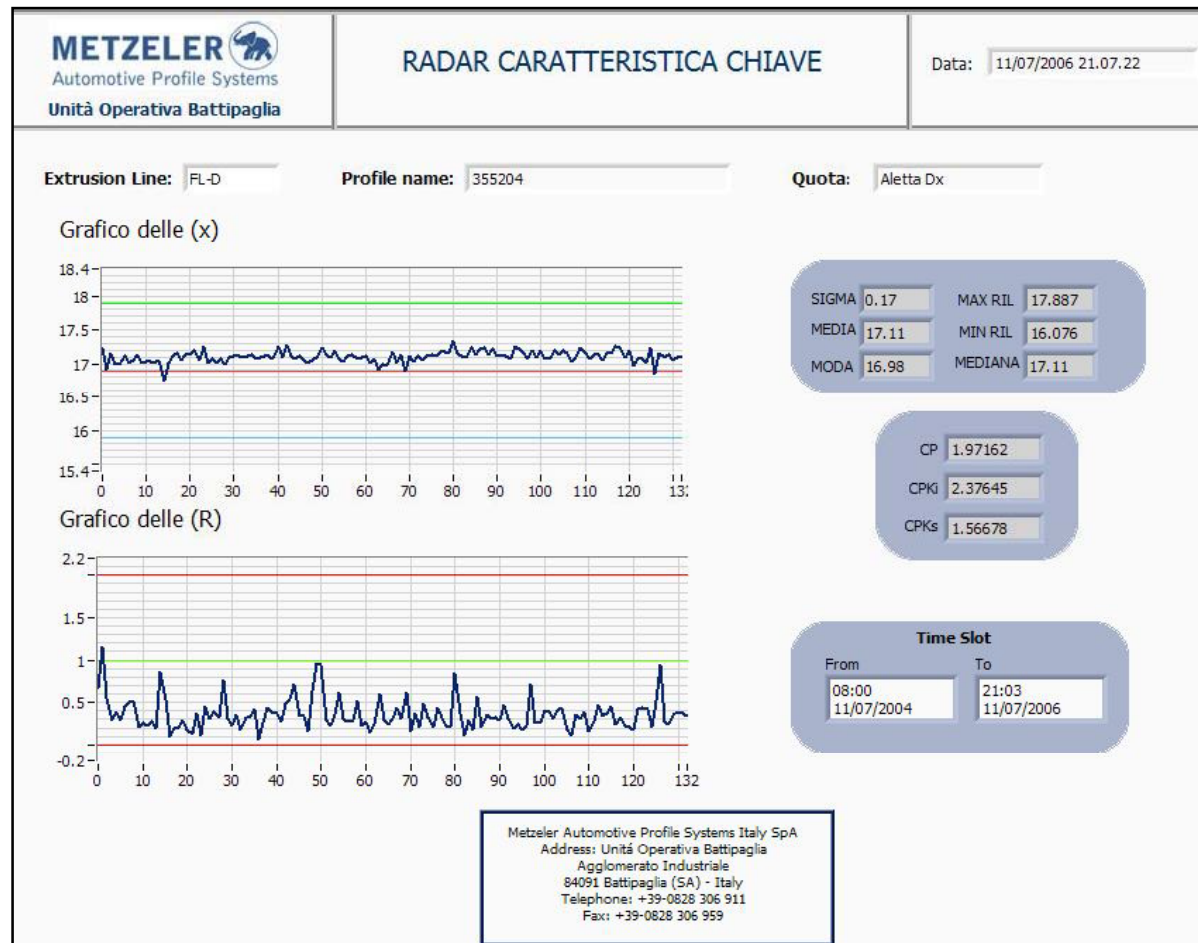 METZELER
Automotive Profile Systems
Unità Operativa Battipaglia
RADAR CARATTERISTICA CHIAVE
Data: 11/07/2006 21.07.22
Extrusion Line: FL-D
Profile name: 355204
Quota: Aletta Dx
Grafico delle (x)
18.4
18
17.5
17
16.5
16
15.4
0 10 20 30 40 50 60 70 80 90 100 110 120 132
SIGMA 0.17 MAX RIL 17.887
MEDIA 17.11 MIN RIL 16.076
MODA 16.98 MEDIANA 17.11
CP 1.97162
CPKi 2.37645
CPKs 1.56678
Grafico delle (R)
2.2
1.5
1
0.5
-0.2
0 10 20 30 40 50 60 70 80 90 100 110 120 132
Time Slot
From To
08:00 21:03
11/07/2004 11/07/2006
Metzeler Automotive Profile Systems Italy SpA
Address: Unitá Operativa Battipaglia
Agglomerato Industriale
84091 Battipaglia (SA) - Italy
Telephone: +39-0828 306 911
Fax: +39-0828 306 959